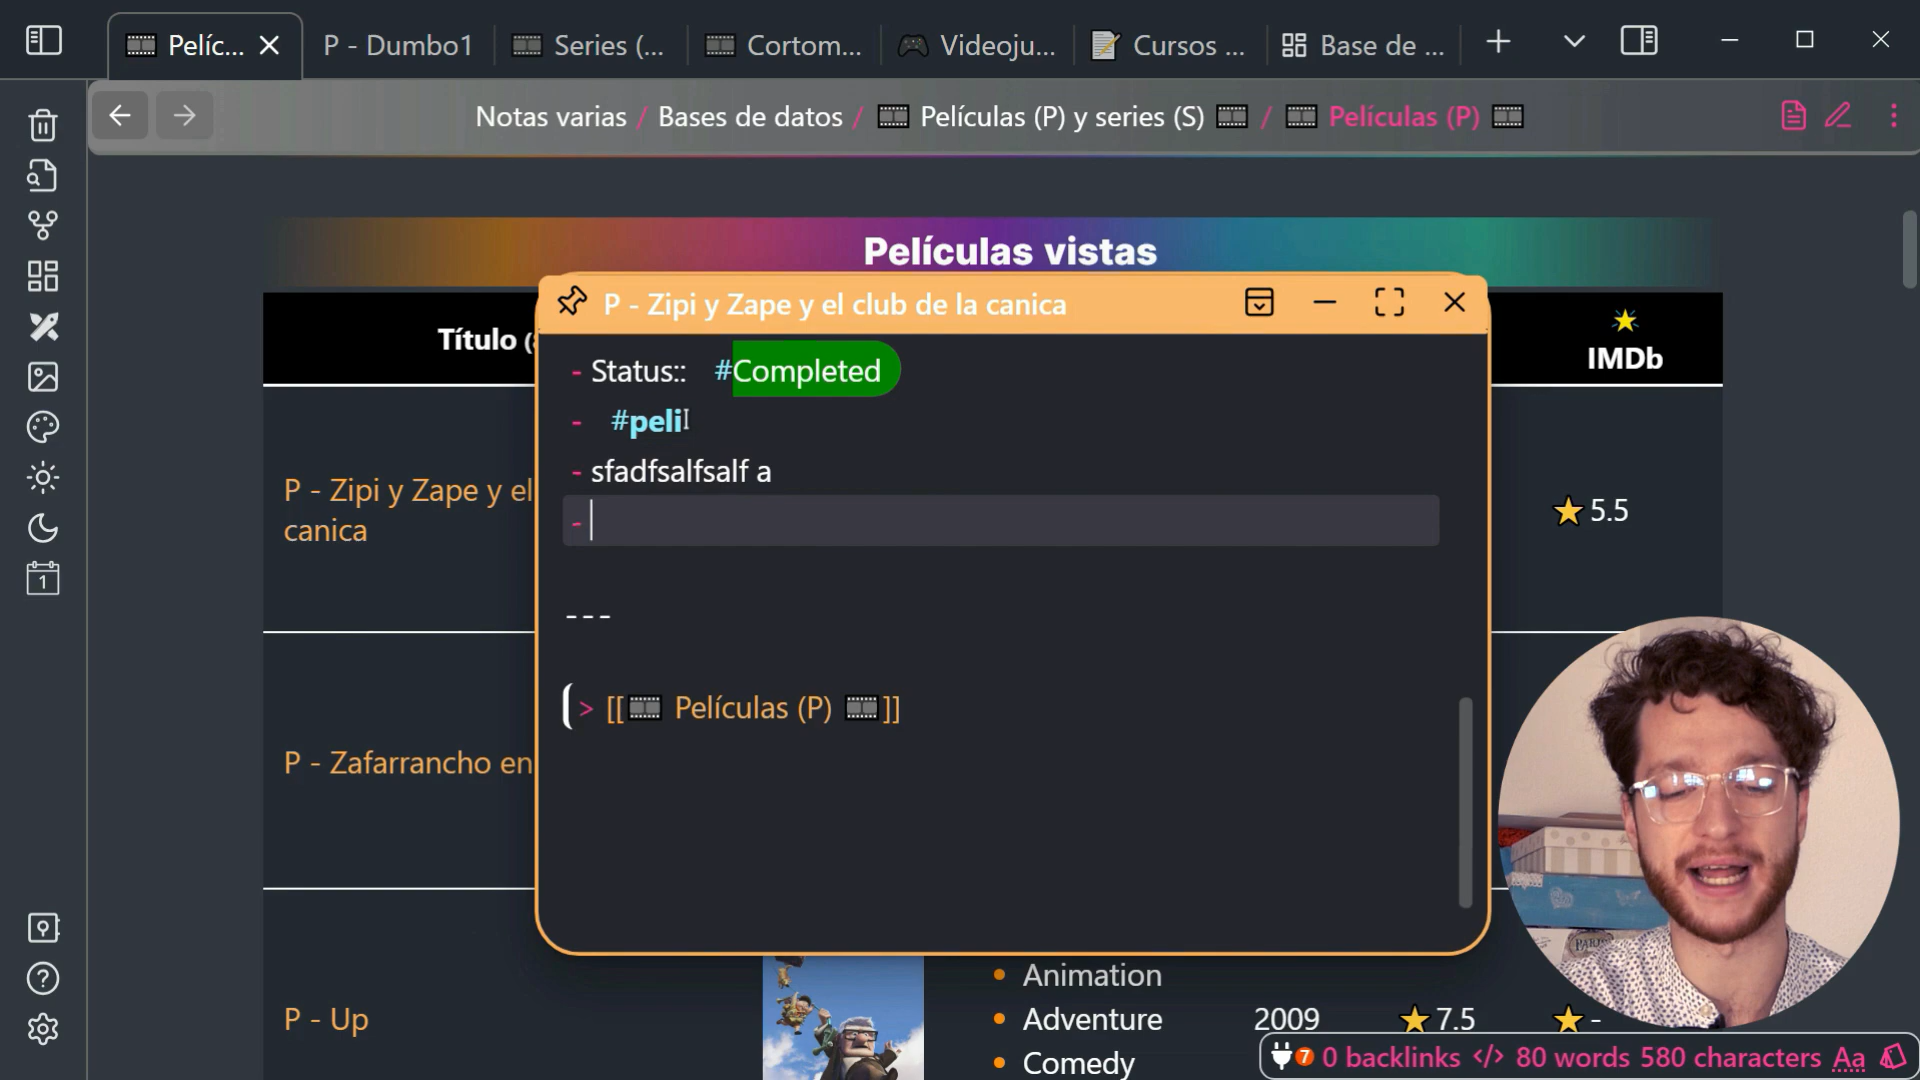 Pelíc...
P - Dumbo1
Series (...
Cortom...
Videoju...
Cursos ...
Base de ...
Notas varias / Bases de datos / Películas (P) y series (S) / Películas (P)
Películas vistas
Título (
IMDb
P - Zipi y Zape y el club de la canica
- Status:: #Completed
- #peli
- sfadfsalfsalf a
-
---
> [[ Películas (P) ]]
P - Zipi y Zape y el
canica
5.5
P - Zafarrancho en
P - Up
Animation
Adventure
Comedy
2009
7.5
-
1
7 0 backlinks </> 80 words 580 characters Aa